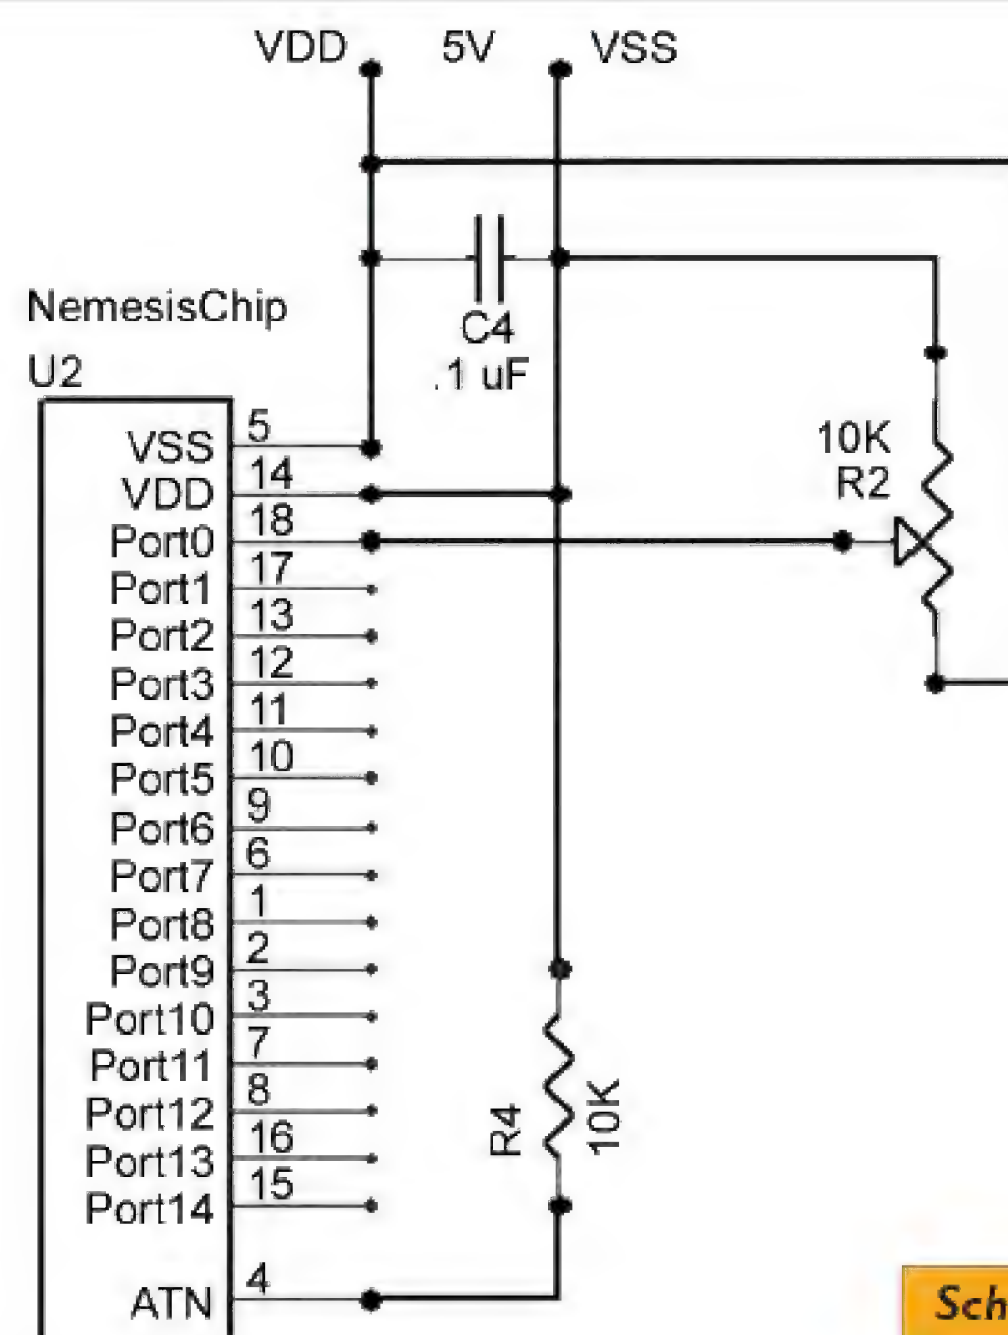 VDD 5V VSS
NemesisChip
U2
C4
.1 uF
10K
R2
VSS 5
VDD 14
Port0 18
Port1 17
Port2 13
Port3 12
Port4 11
Port5 10
Port6 9
Port7 6
Port8 1
Port9 2
Port10 3
Port11 7
Port12 8
Port13 16
Port14 15
ATN 4
R4
10K
Sch